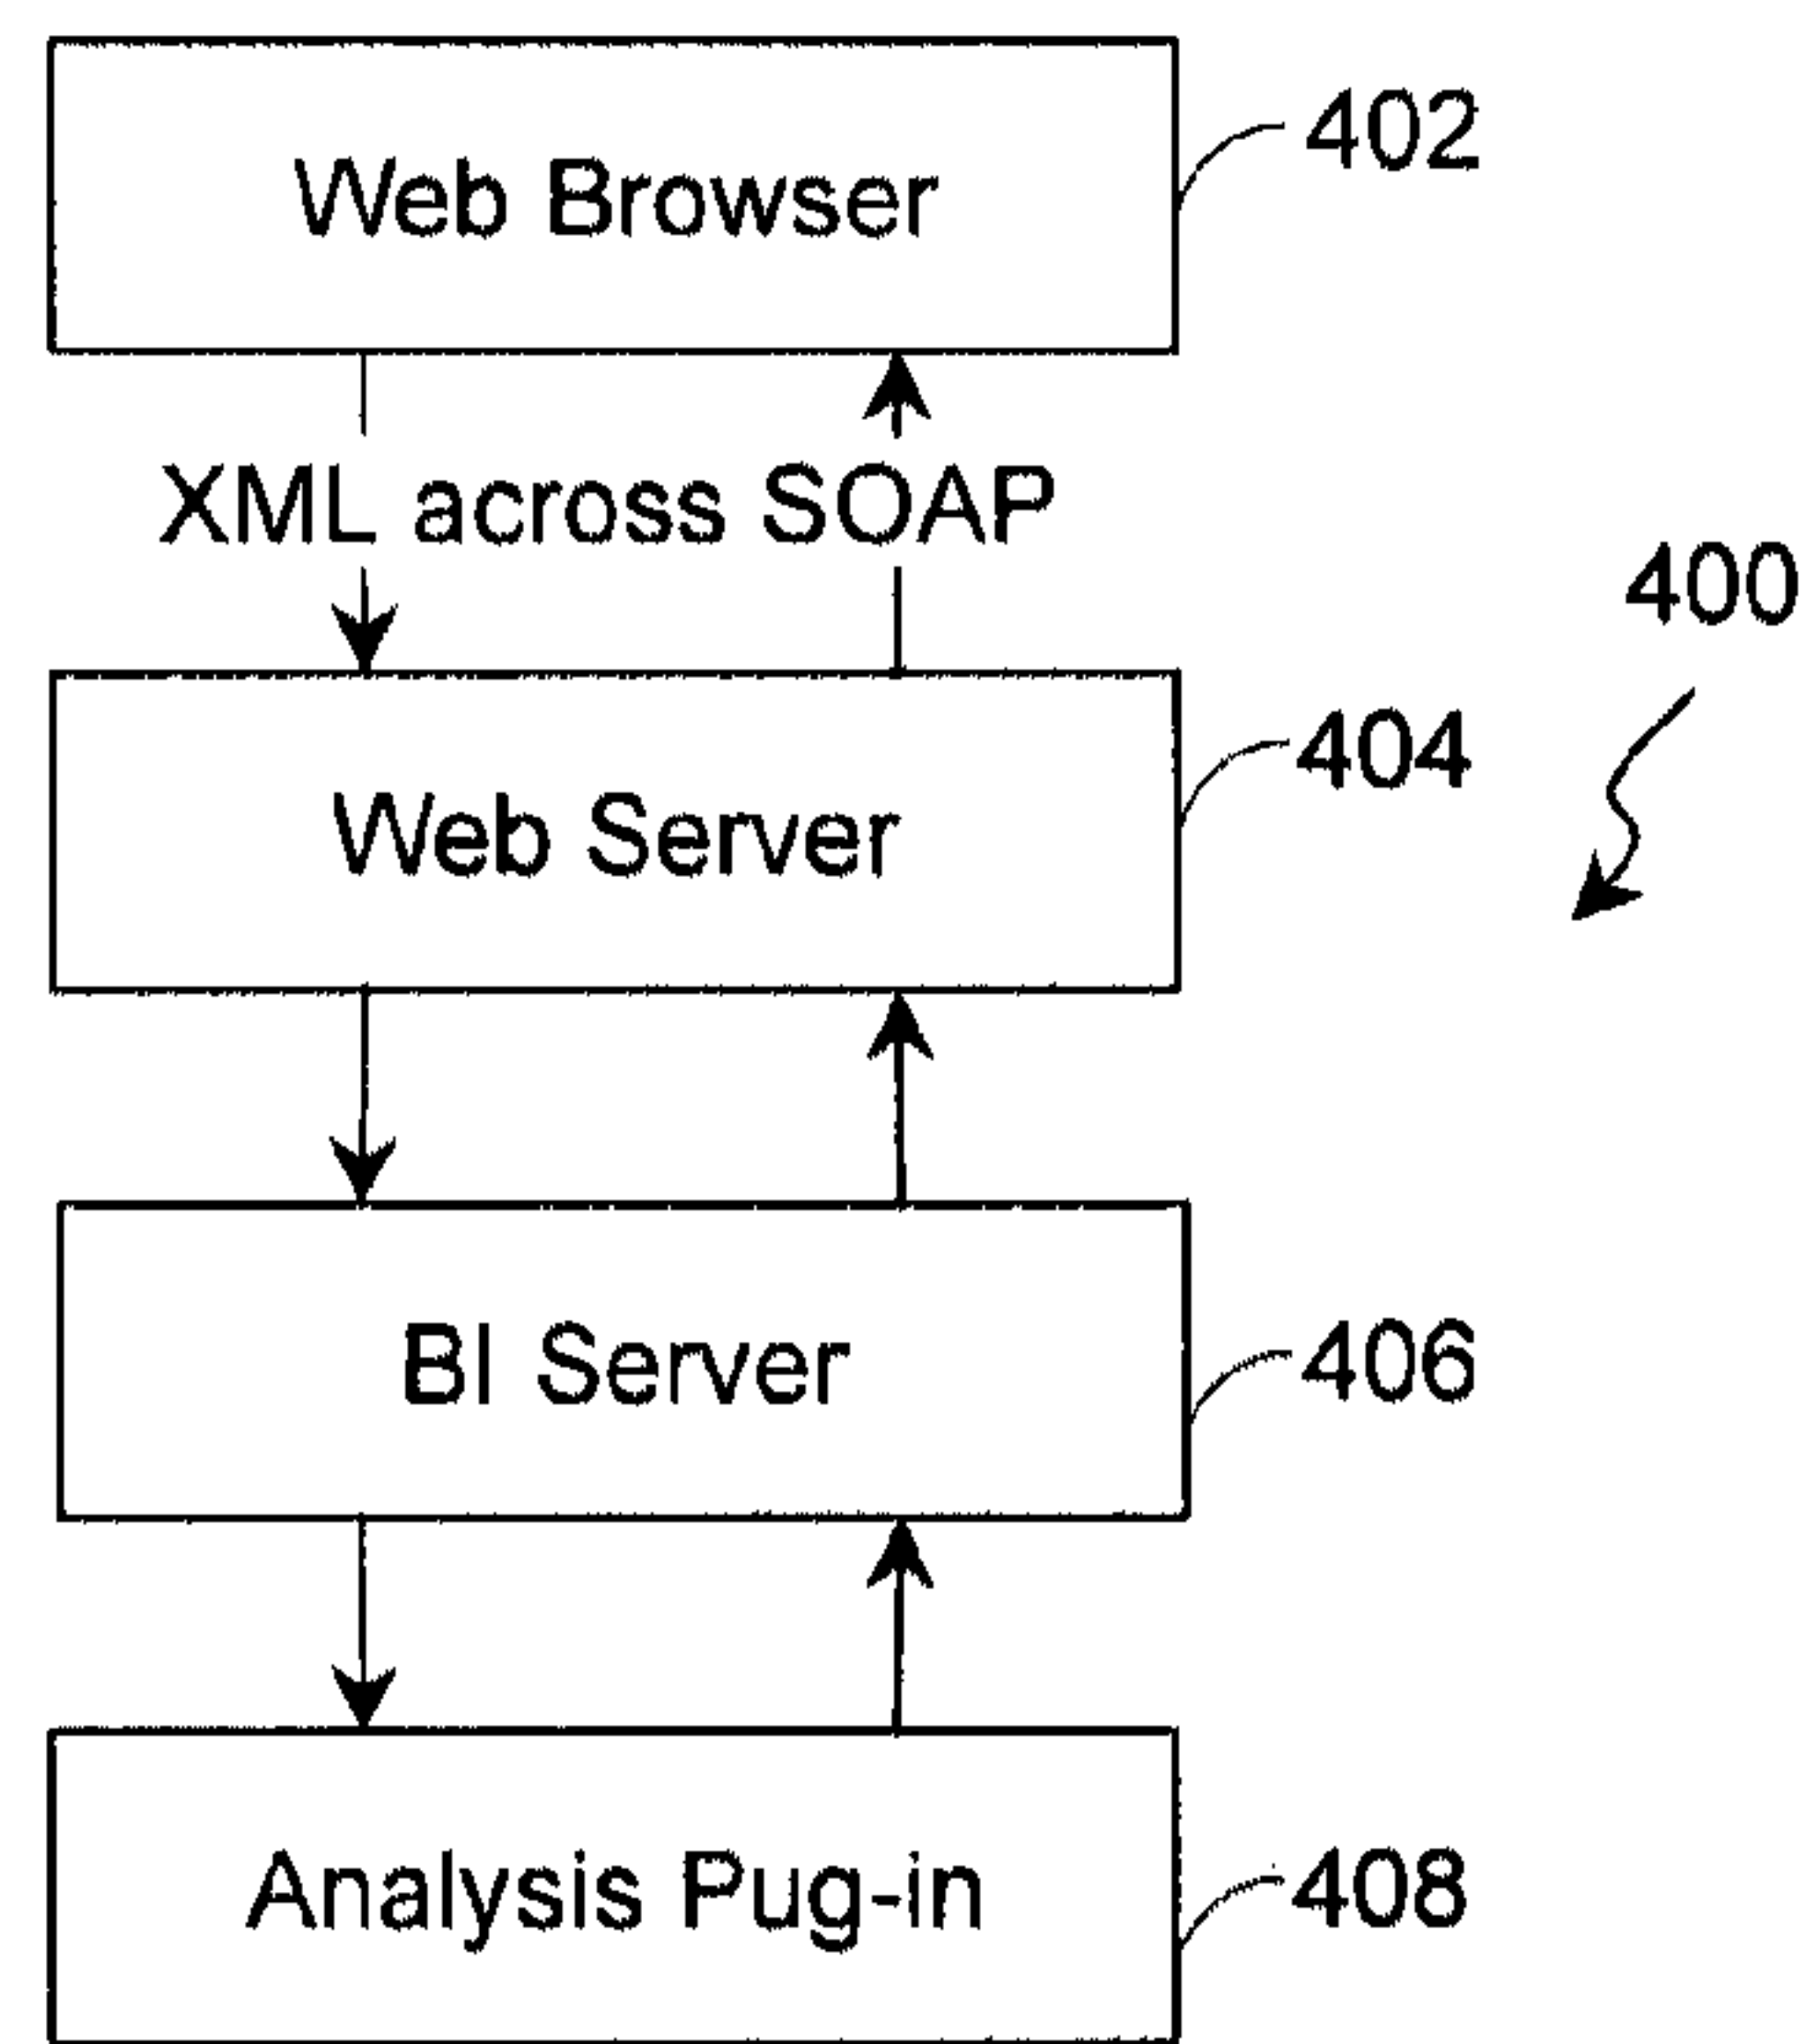 Web Browser
402
XML across SOAP
400
Web Server
404
BI Server
406
Analysis Pug-in
408